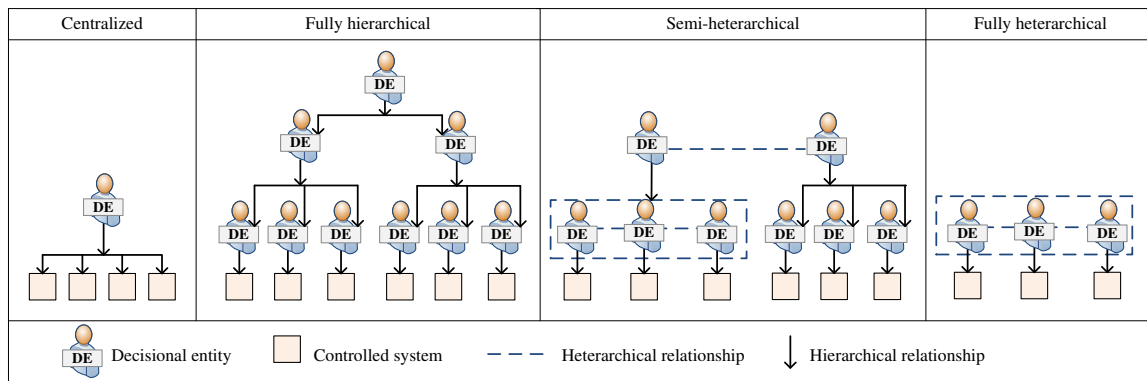 Centralized
Fully hierarchical
Semi-heterarchical
Fully heterarchical
DE
DE DE
DE DE
DE
DE DE DE DE DE DE
DE DE DE
DE DE DE
DE DE DE
DE Decisional entity
Controlled system
Heterarchical relationship
Hierarchical relationship